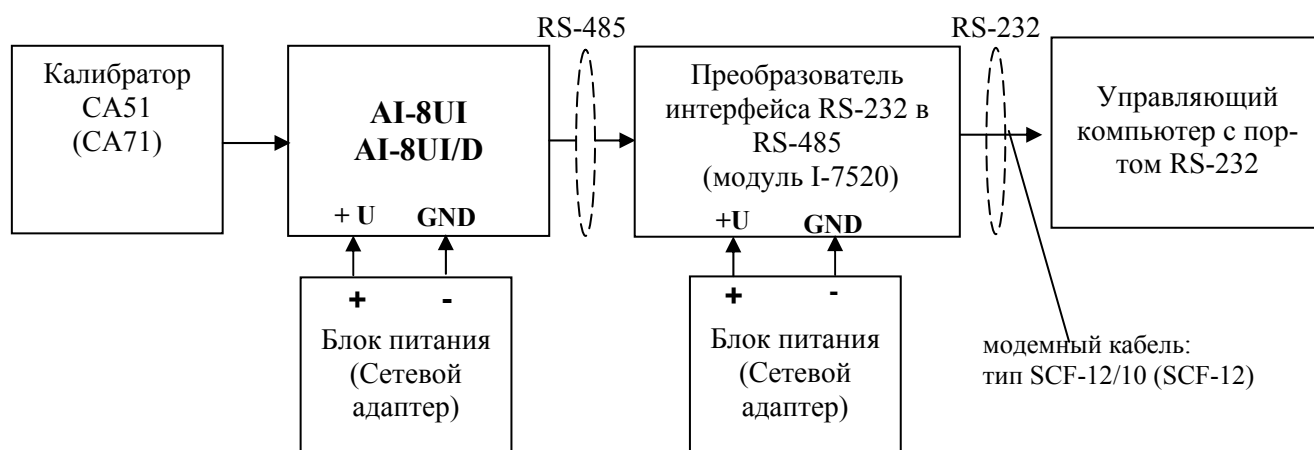 RS-485
RS-232
Калибратор
СА51
(СА71)
AI-8UI
AI-8UI/D
+ U GND
Преобразователь
интерфейса RS-232 в
RS-485
(модуль I-7520)
+U GND
Управляющий
компьютер с пор-
том RS-232
+ -
Блок питания
(Сетевой
адаптер)
+ -
Блок питания
(Сетевой
адаптер)
модемный кабель:
тип SCF-12/10 (SCF-12)